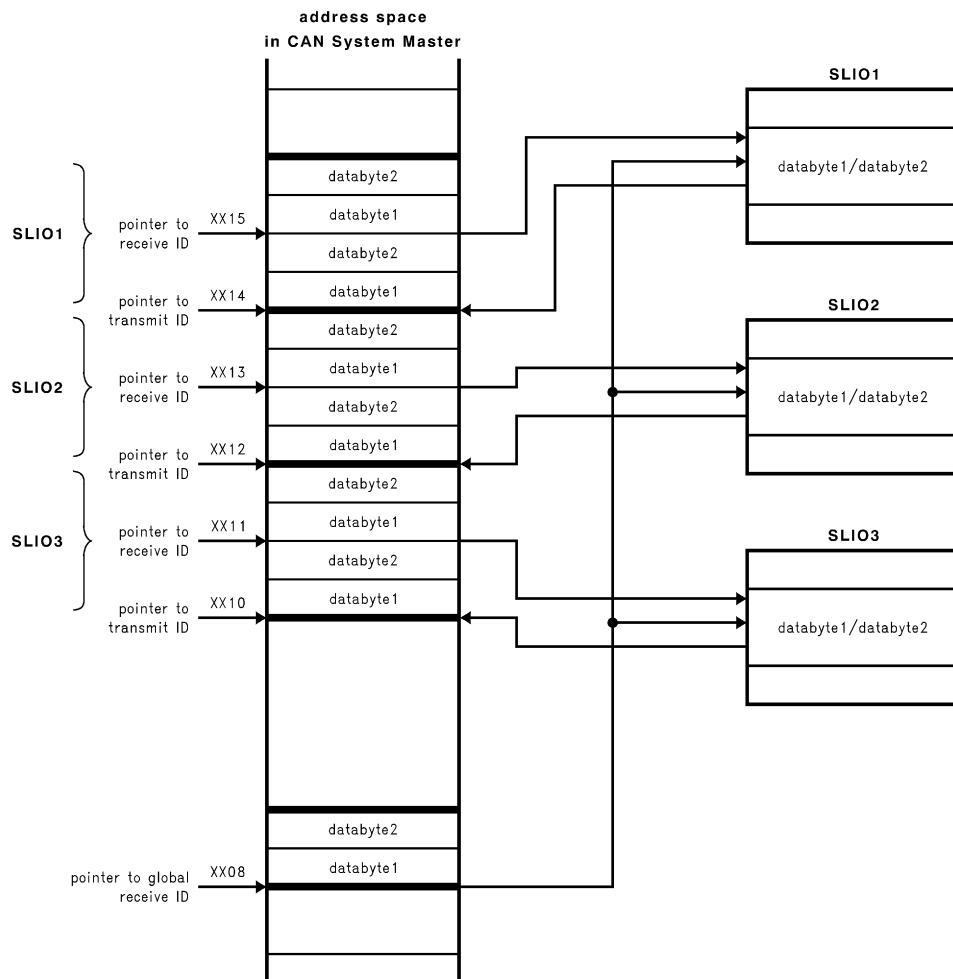 address space
in CAN System Master
SLIO1
databyte2
databyte1/databyte2
SLIO1
pointer to
receive ID
XX15
databyte1
databyte2
databyte1
pointer to
transmit ID
XX14
databyte2
SLIO2
SLIO2
pointer to
receive ID
XX13
databyte1
databyte2
databyte1/databyte2
databyte1
pointer to
transmit ID
XX12
databyte2
SLIO3
pointer to
receive ID
XX11
databyte1
databyte2
databyte1
SLIO3
pointer to
transmit ID
XX10
databyte1/databyte2
databyte2
databyte1
pointer to global
receive ID
XX08